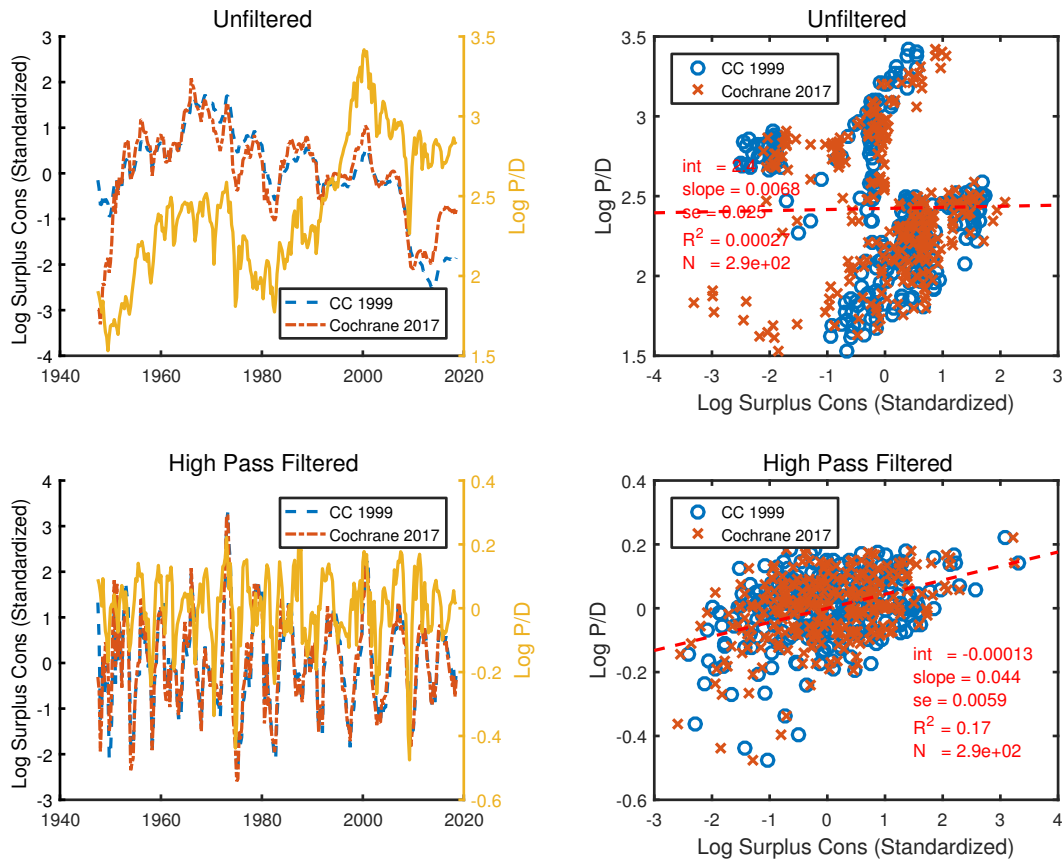 Unfiltered
Log Surplus Cons (Standardized)
3
2
1
0
-1
-2
-3
-4
1940
1960
1980
2000
2020
3.5
3
2.5
2
1.5
Log P/D
CC 1999
Cochrane 2017
Unfiltered
Log P/D
3.5
3
2.5
2
1.5
-4
-3
-2
-1
0
1
2
3
Log Surplus Cons (Standardized)
CC 1999
Cochrane 2017
int =
slope = 0.0068
se = 0.025
R² = 0.00027
N = 2.9e+02
High Pass Filtered
Log Surplus Cons (Standardized)
4
3
2
1
0
-1
-2
-3
1940
1960
1980
2000
2020
0.4
0.2
0
-0.2
-0.4
-0.6
Log P/D
CC 1999
Cochrane 2017
High Pass Filtered
Log P/D
0.4
0.2
0
-0.2
-0.4
-0.6
-3
-2
-1
0
1
2
3
4
Log Surplus Cons (Standardized)
CC 1999
Cochrane 2017
int = -0.00013
slope = 0.044
se = 0.0059
R² = 0.17
N = 2.9e+02